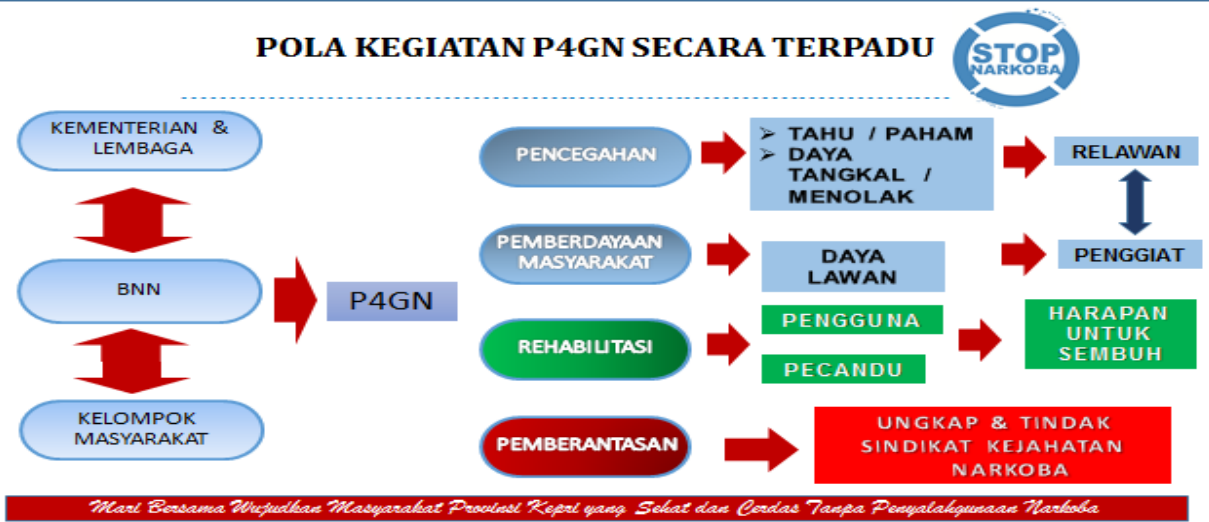 POLA KEGIATAN P4GN SECARA TERPADU
STOP
NARKOBA
KEMENTERIAN &
LEMBAGA
BNN
KELOMPOK
MASYARAKAT
P4GN
PENCEGAHAN
➢ TAHU / PAHAM
➢ DAYA
TANGKAL /
MENOLAK
RELAWAN
PEMBERDAYAAN
MASYARAKAT
DAYA
LAWAN
PENGGIAT
REHABILITASI
PENGGUNA
PECANDU
HARAPAN
UNTUK
SEMBUH
PEMBERANTASAN
UNGKAP & TINDAK
SINDIKAT KEJAHATAN
NARKOBA
Mari Bersama Wujudkan Masyarakat Provinsi Kepri yang Sehat dan Cerdas Tanpa Penyalahgunaan Narkoba